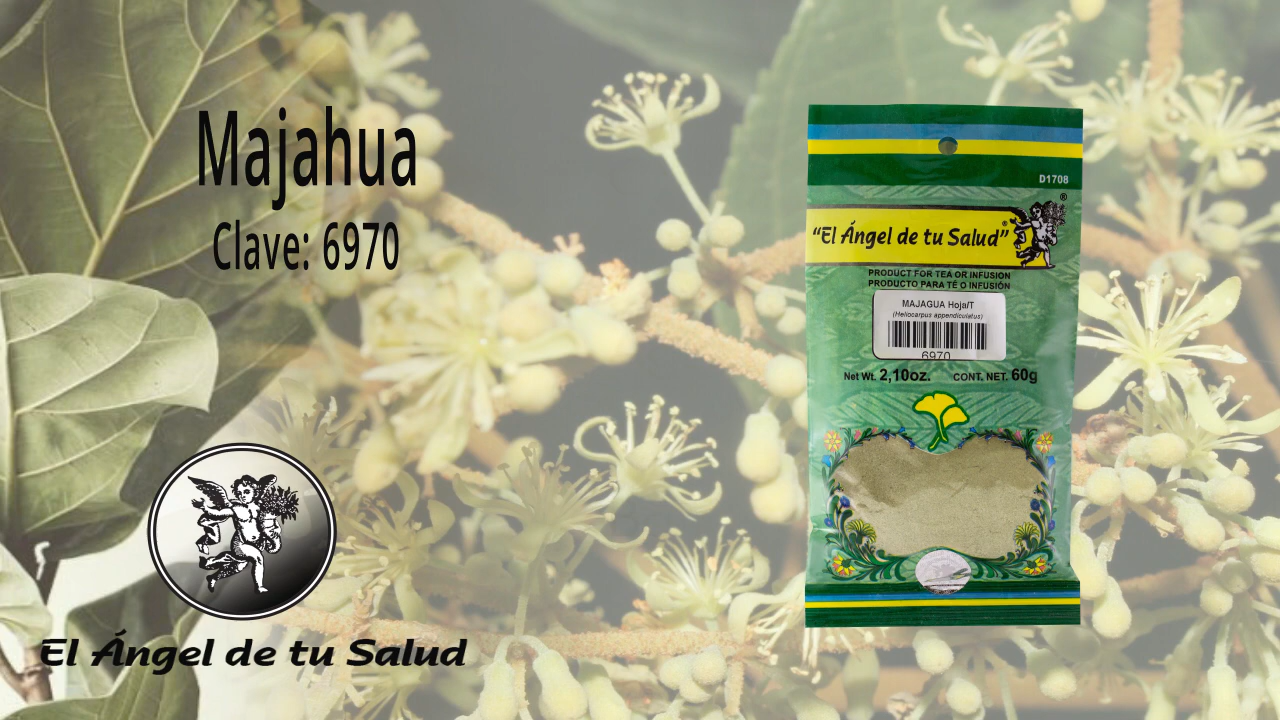 Majahua
Clave: 6970
El Ángel de tu Salud
D1708
®
“El Ángel de tu Salud”®
PRODUCT FOR TEA OR INFUSION
PRODUCTO PARA TÉ O INFUSIÓN
MAJAGUA Hoja/T
(Heliocarpus appendiculatus)
6970
Net Wt. 2,10oz. CONT. NET. 60g